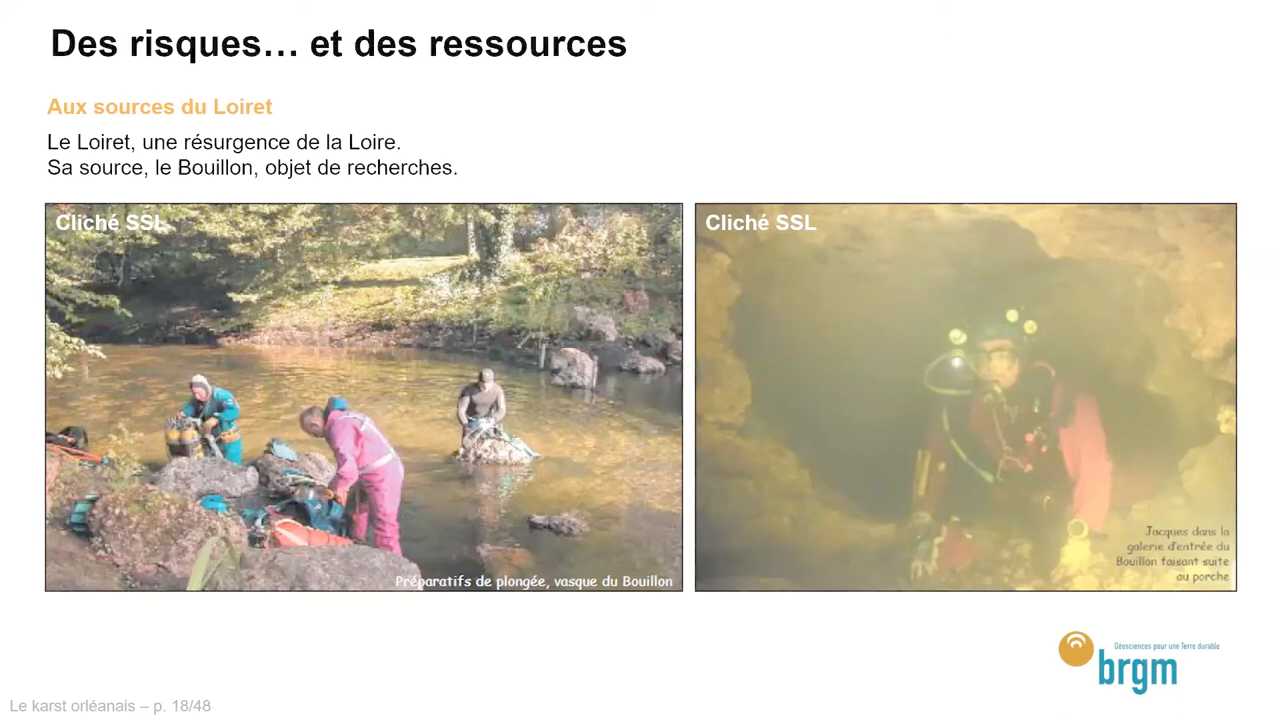 Des risques… et des ressources
Aux sources du Loiret
Le Loiret, une résurgence de la Loire.
Sa source, le Bouillon, objet de recherches.
Cliché SSL
Cliché SSL
Préparatifs de plongée, vasque du Bouillon
Jacques dans la
galerie d'entrée du
Bouillon faisant suite
au porche
Géosciences pour une Terre durable
brgm
Le karst orléanais – p. 18/48